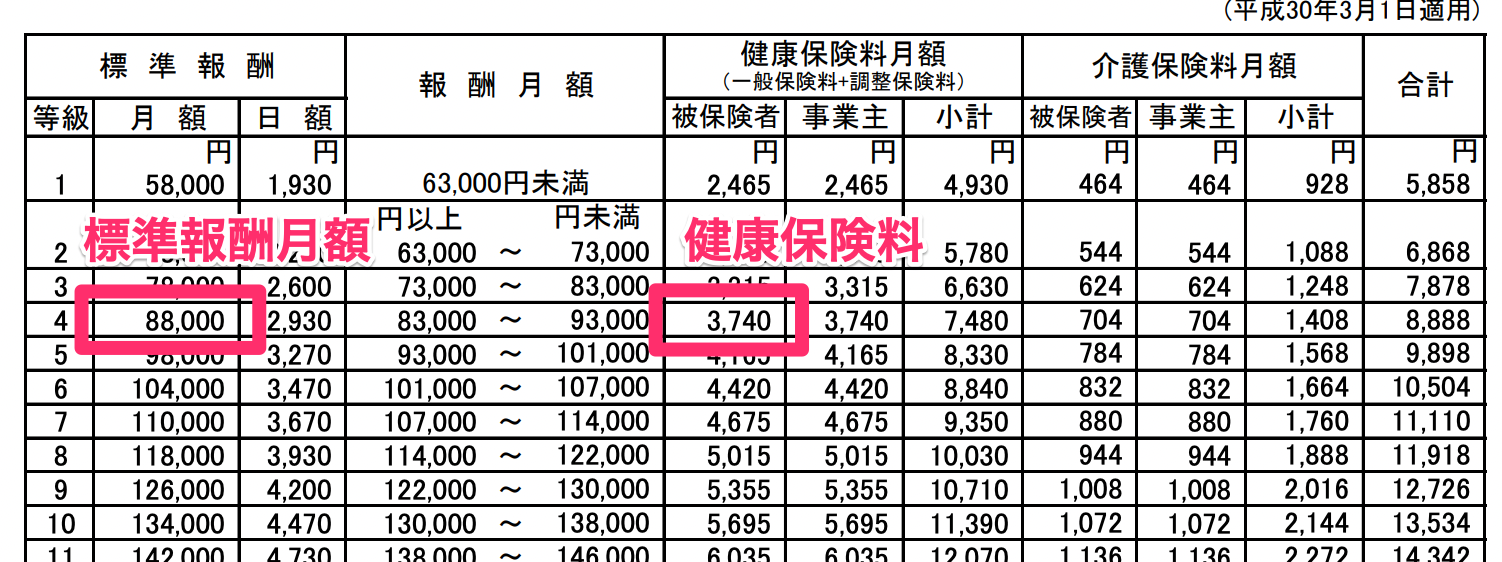 (平成30年3月1日適用)
標準報酬 報酬月額 健康保険料月額 介護保険料月額 合計
(一般保険料+調整保険料)
等級 月額 日額 被保険者 事業主 小計 被保険者 事業主 小計
円 円 円 円 円 円 円 円 円
1 58,000 1,930 63,000円未満 2,465 2,465 4,930 464 464 928 5,858
円以上 円未満
標準報酬月額 健康保険料
2 63,000 ~ 73,000 5,780 544 544 1,088 6,868
3 78,000 2,600 73,000 ~ 83,000 3,315 3,315 6,630 624 624 1,248 7,878
4 88,000 2,930 83,000 ~ 93,000 3,740 3,740 7,480 704 704 1,408 8,888
5 98,000 3,270 93,000 ~ 101,000 4,165 4,165 8,330 784 784 1,568 9,898
6 104,000 3,470 101,000 ~ 107,000 4,420 4,420 8,840 832 832 1,664 10,504
7 110,000 3,670 107,000 ~ 114,000 4,675 4,675 9,350 880 880 1,760 11,110
8 118,000 3,930 114,000 ~ 122,000 5,015 5,015 10,030 944 944 1,888 11,918
9 126,000 4,200 122,000 ~ 130,000 5,355 5,355 10,710 1,008 1,008 2,016 12,726
10 134,000 4,470 130,000 ~ 138,000 5,695 5,695 11,390 1,072 1,072 2,144 13,534
11 142,000 4,730 138,000 ~ 146,000 6,035 6,035 12,070 1,136 1,136 2,272 14,342